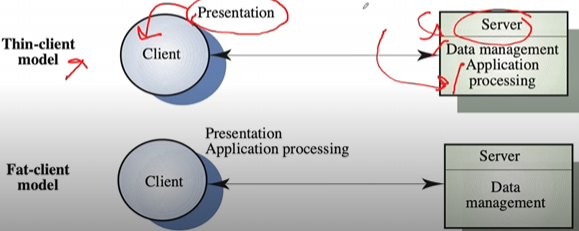 Presentation
Thin-client
model
Client
Server
Data management
Application
processing
Presentation
Application processing
Fat-client
model
Client
Server
Data
management